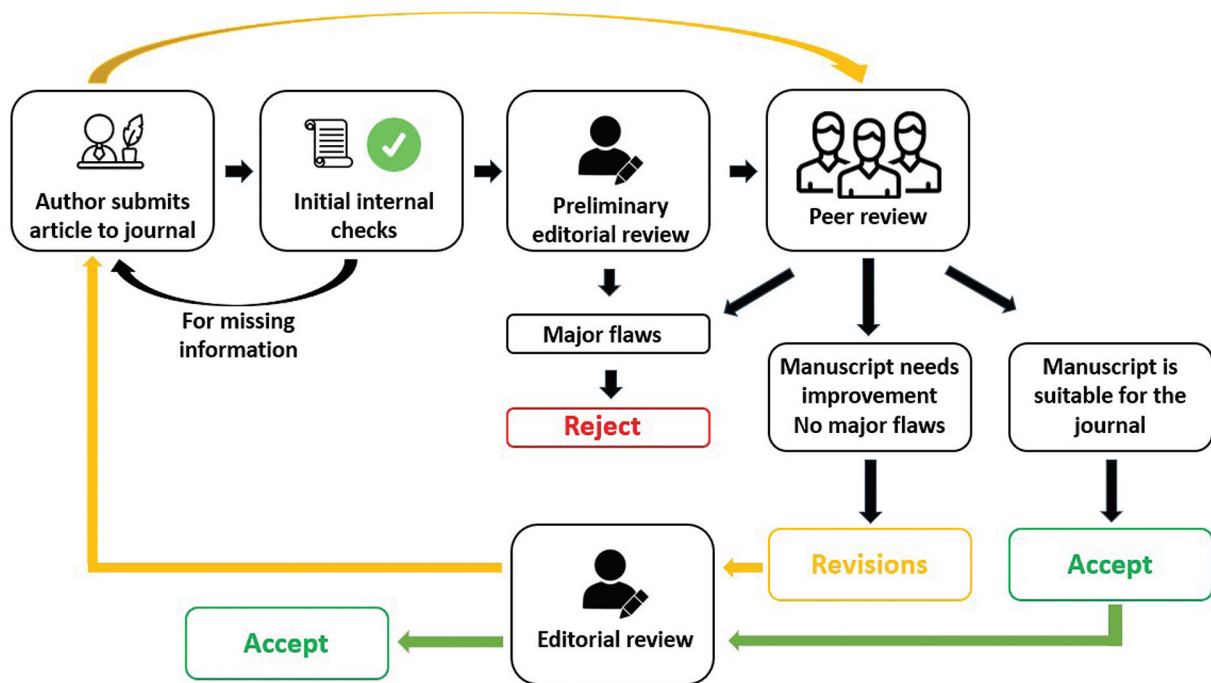 Author submits
article to journal
Initial internal
checks
Preliminary
editorial review
Peer review
For missing
information
Major flaws
Reject
Manuscript needs
improvement
No major flaws
Manuscript is
suitable for the
journal
Revisions
Accept
Editorial review
Accept